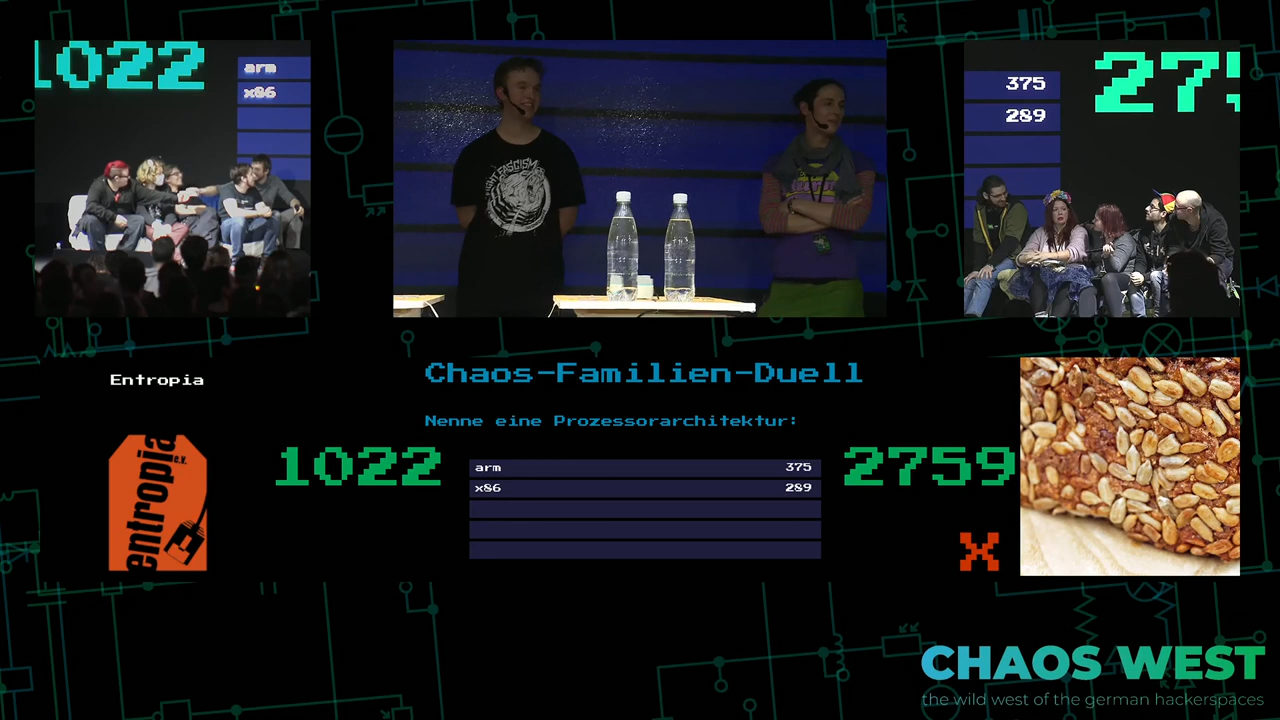 1022
arm
x86
375
289
FASCISM
Entropia
entropia
e.V.
Chaos-Familien-Duell
Nenne eine Prozessorarchitektur:
1022
arm 375
x86 289
2759
X
CHAOS WEST
the wild west of the german hackerspaces